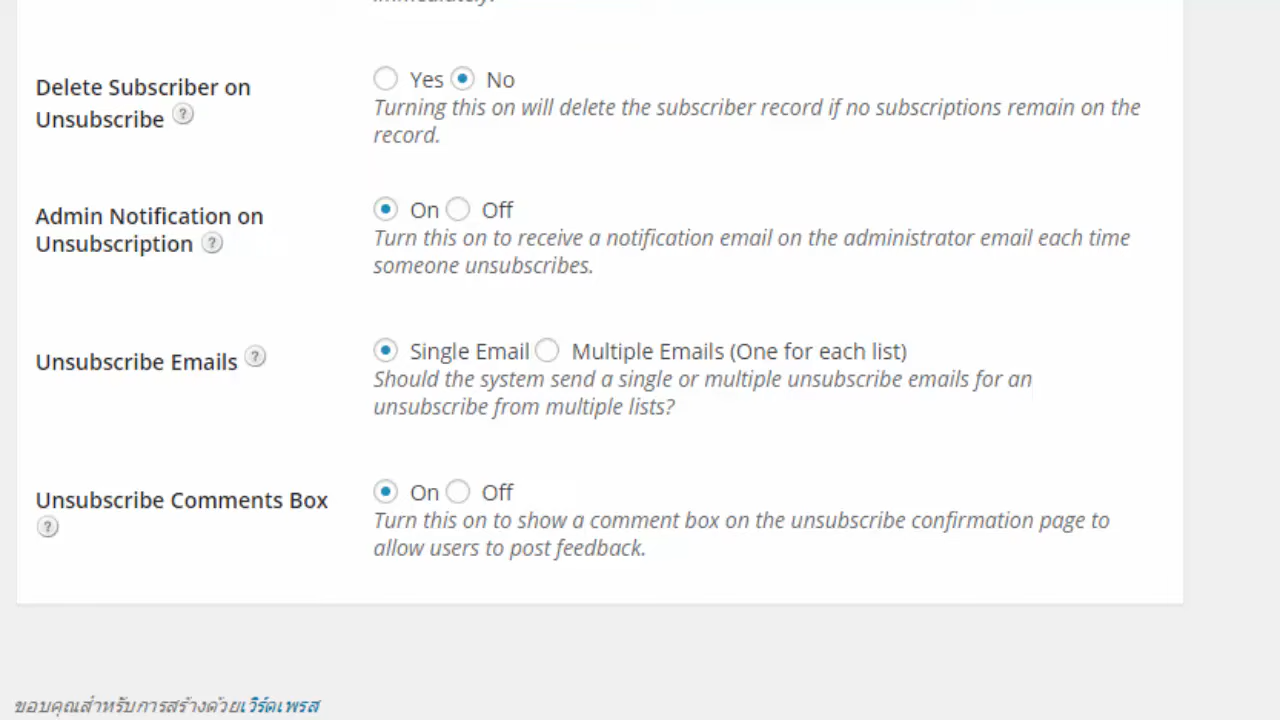 immediately.
Delete Subscriber on
Unsubscribe ?
Yes No
Turning this on will delete the subscriber record if no subscriptions remain on the
record.
Admin Notification on
Unsubscription ?
On Off
Turn this on to receive a notification email on the administrator email each time
someone unsubscribes.
Unsubscribe Emails ?
Single Email Multiple Emails (One for each list)
Should the system send a single or multiple unsubscribe emails for an
unsubscribe from multiple lists?
Unsubscribe Comments Box
?
On Off
Turn this on to show a comment box on the unsubscribe confirmation page to
allow users to post feedback.
ขอบคุณสำหรับการสร้างด้วยเวิร์ดเพรส